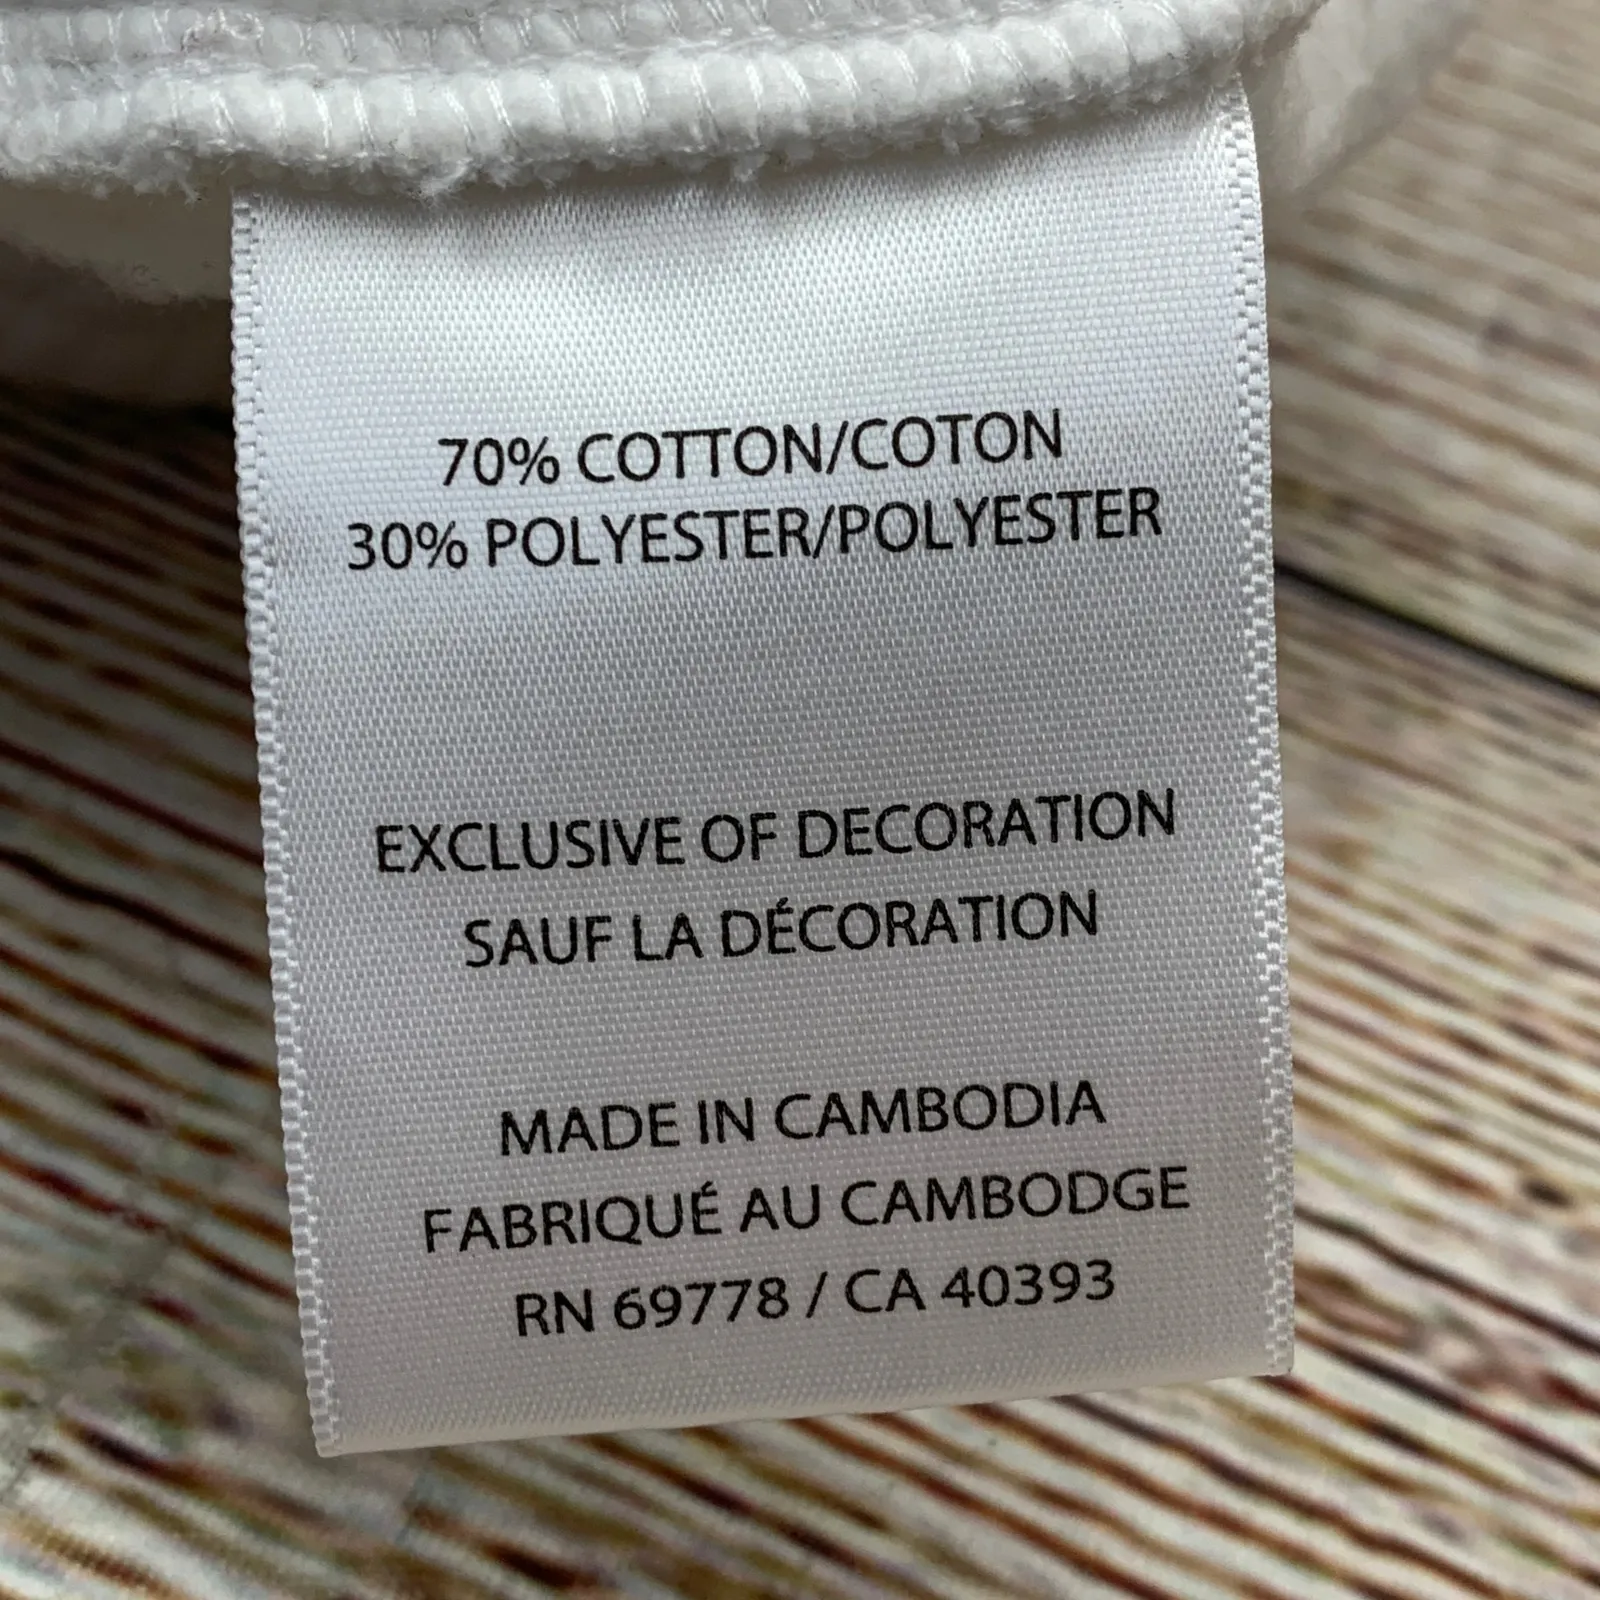 70% COTTON/COTON
30% POLYESTER/POLYESTER
EXCLUSIVE OF DECORATION
SAUF LA DÉCORATION
MADE IN CAMBODIA
FABRIQUÉ AU CAMBODGE
RN 69778 / CA 40393